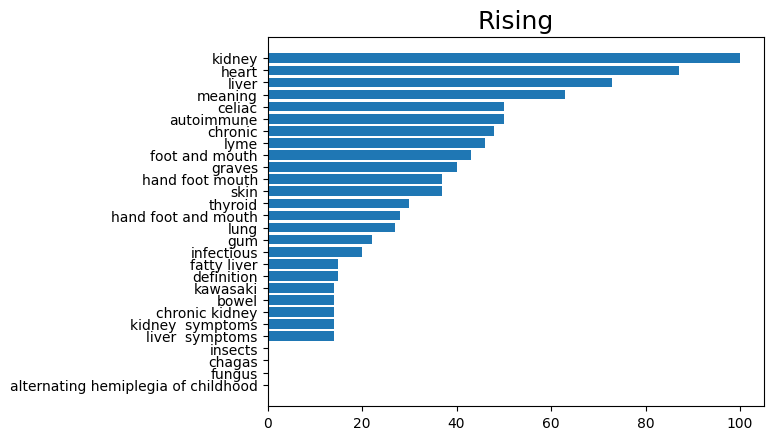 Rising
kidney
heart
liver
meaning
celiac
autoimmune
chronic
lyme
foot and mouth
graves
hand foot mouth
skin
thyroid
hand foot and mouth
lung
gum
infectious
fatty liver
definition
kawasaki
bowel
chronic kidney
kidney  symptoms
liver  symptoms
insects
chagas
fungus
alternating hemiplegia of childhood
0 20 40 60 80 100